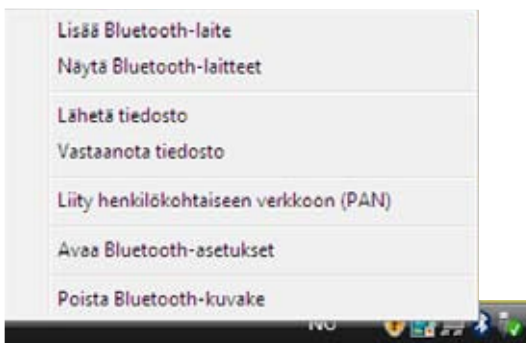 Lisää Bluetooth-laite
Näytä Bluetooth-laitteet
Lähetä tiedosto
Vastaanota tiedosto
Liity henkilökohtaiseen verkkoon (PAN)
Avaa Bluetooth-asetukset
Poista Bluetooth-kuvake
NO